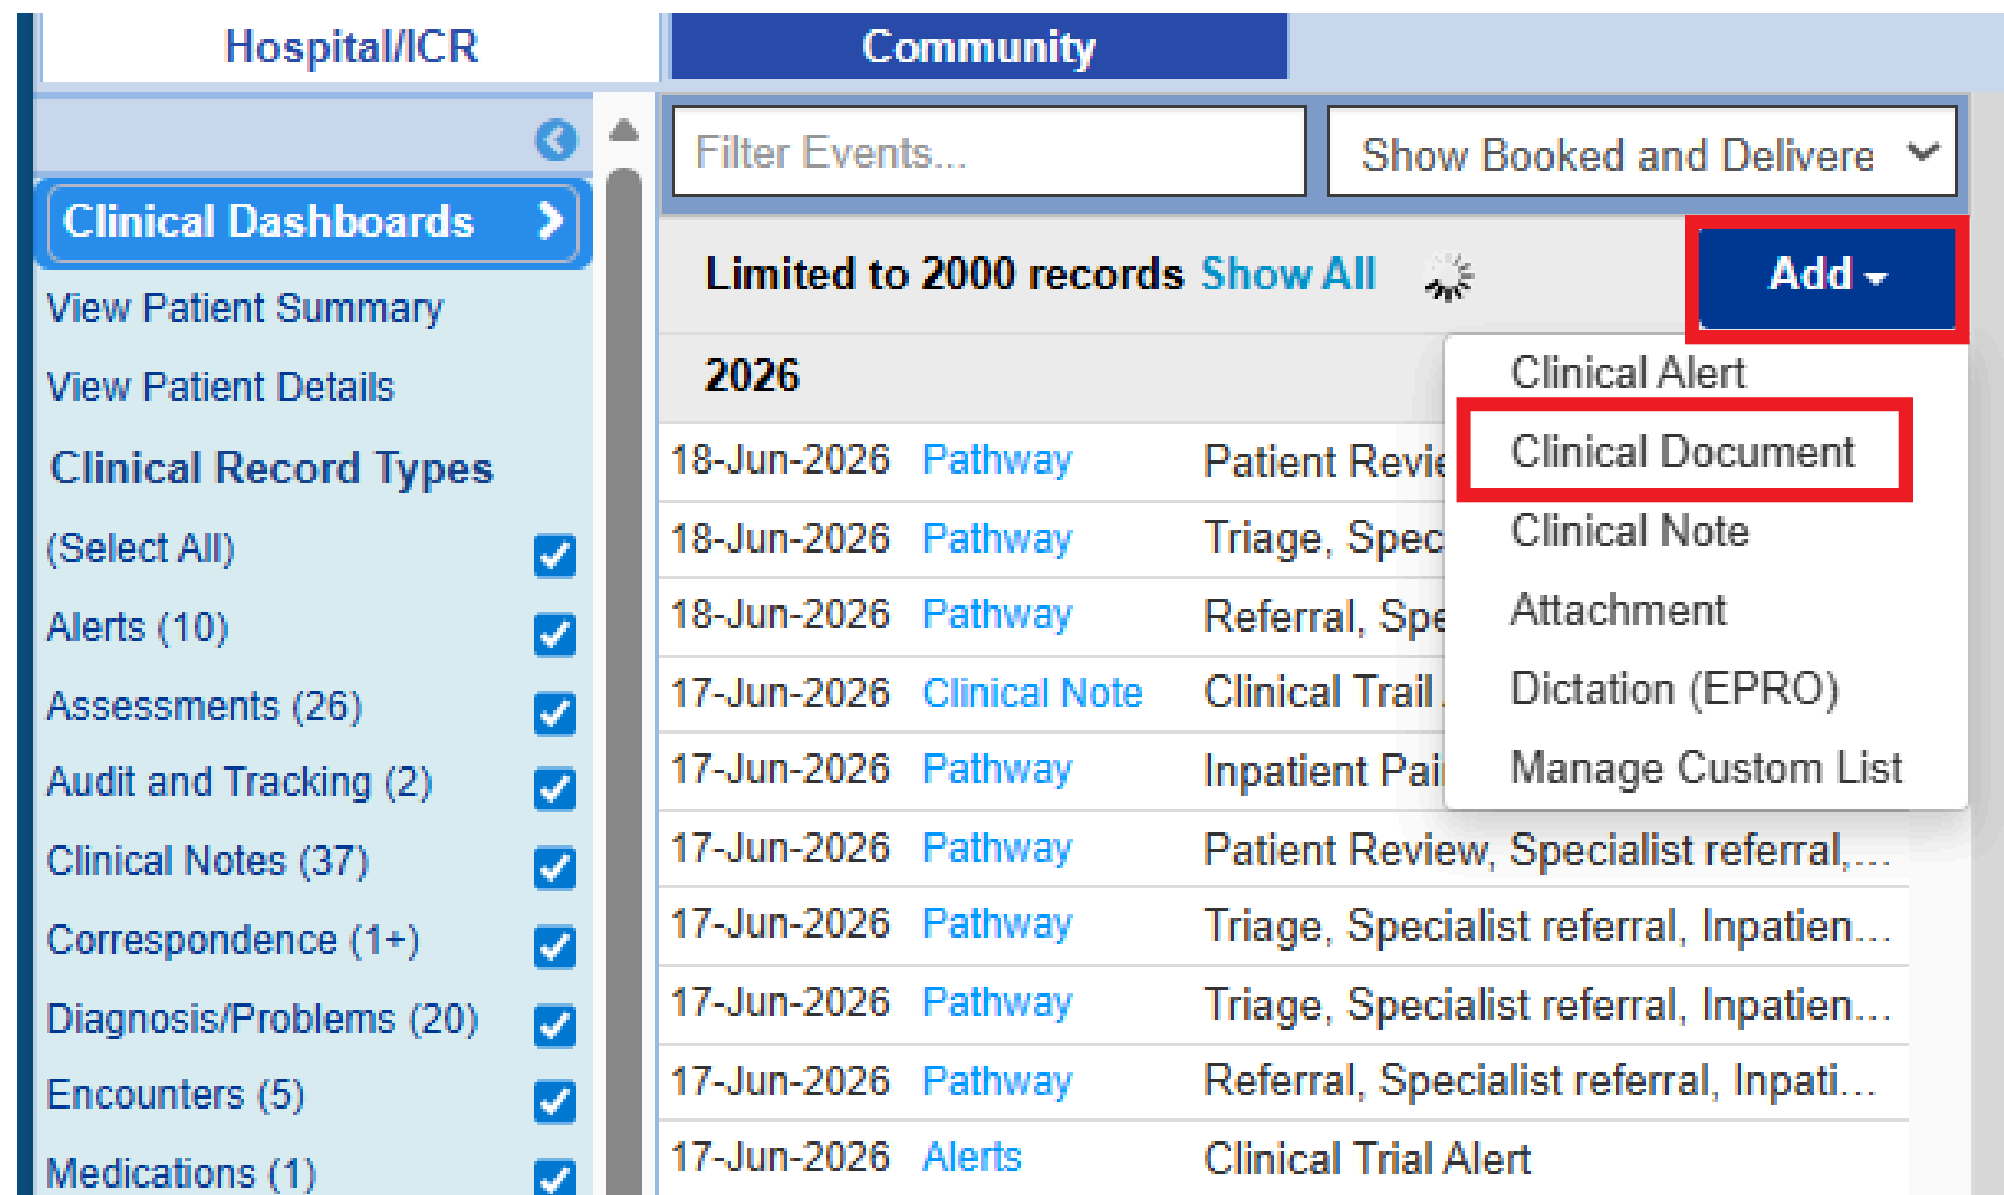 Hospital/ICR
Community
Clinical Dashboards
View Patient Summary
View Patient Details
Clinical Record Types
(Select All)
Alerts (10)
Assessments (26)
Audit and Tracking (2)
Clinical Notes (37)
Correspondence (1+)
Diagnosis/Problems (20)
Encounters (5)
Medications (1)
Filter Events...
Show Booked and Delivere
Limited to 2000 records Show All
Add
Clinical Alert
Clinical Document
Clinical Note
Attachment
Dictation (EPRO)
Manage Custom List
2026
18-Jun-2026 Pathway Patient Revie
18-Jun-2026 Pathway Triage, Spec
18-Jun-2026 Pathway Referral, Spe
17-Jun-2026 Clinical Note Clinical Trail
17-Jun-2026 Pathway Inpatient Pai
17-Jun-2026 Pathway Patient Review, Specialist referral,...
17-Jun-2026 Pathway Triage, Specialist referral, Inpatien...
17-Jun-2026 Pathway Triage, Specialist referral, Inpatien...
17-Jun-2026 Pathway Referral, Specialist referral, Inpati...
17-Jun-2026 Alerts Clinical Trial Alert